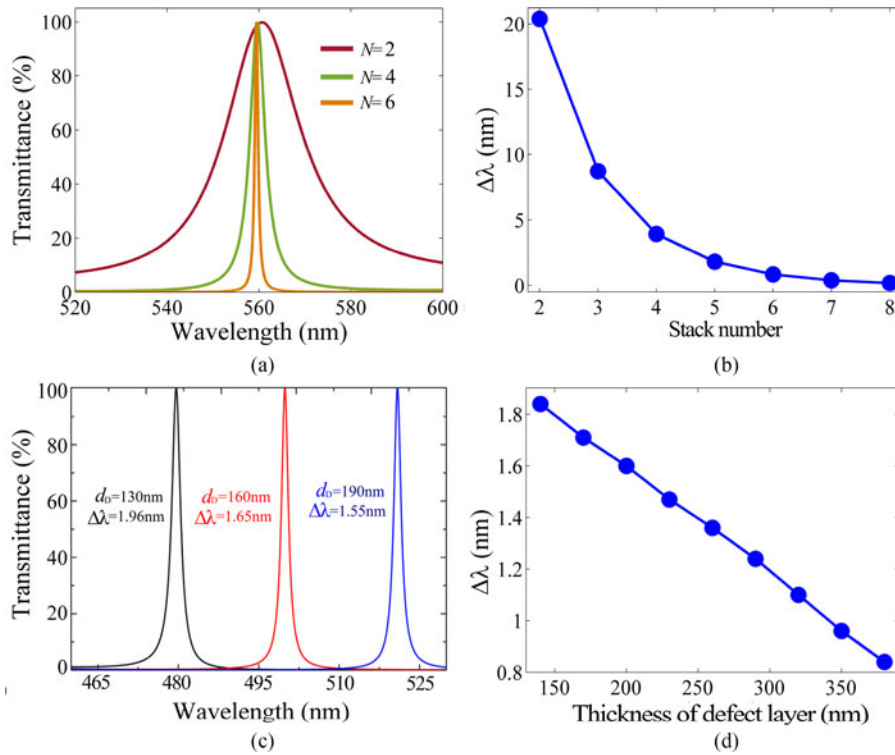 Transmittance (%)
100
80
60
40
20
0
N=2
N=4
N=6
520
540
560
580
600
Wavelength (nm)
(a)
Δλ (nm)
20
15
10
5
0
2
3
4
5
6
7
8
Stack number
(b)
Transmittance (%)
100
80
60
40
20
0
dD=130nm
Δλ=1.96nm
dD=160nm
Δλ=1.65nm
dD=190nm
Δλ=1.55nm
465
480
495
510
525
Wavelength (nm)
(c)
Δλ (nm)
1.8
1.6
1.4
1.2
1
0.8
150
200
250
300
350
Thickness of defect layer (nm)
(d)